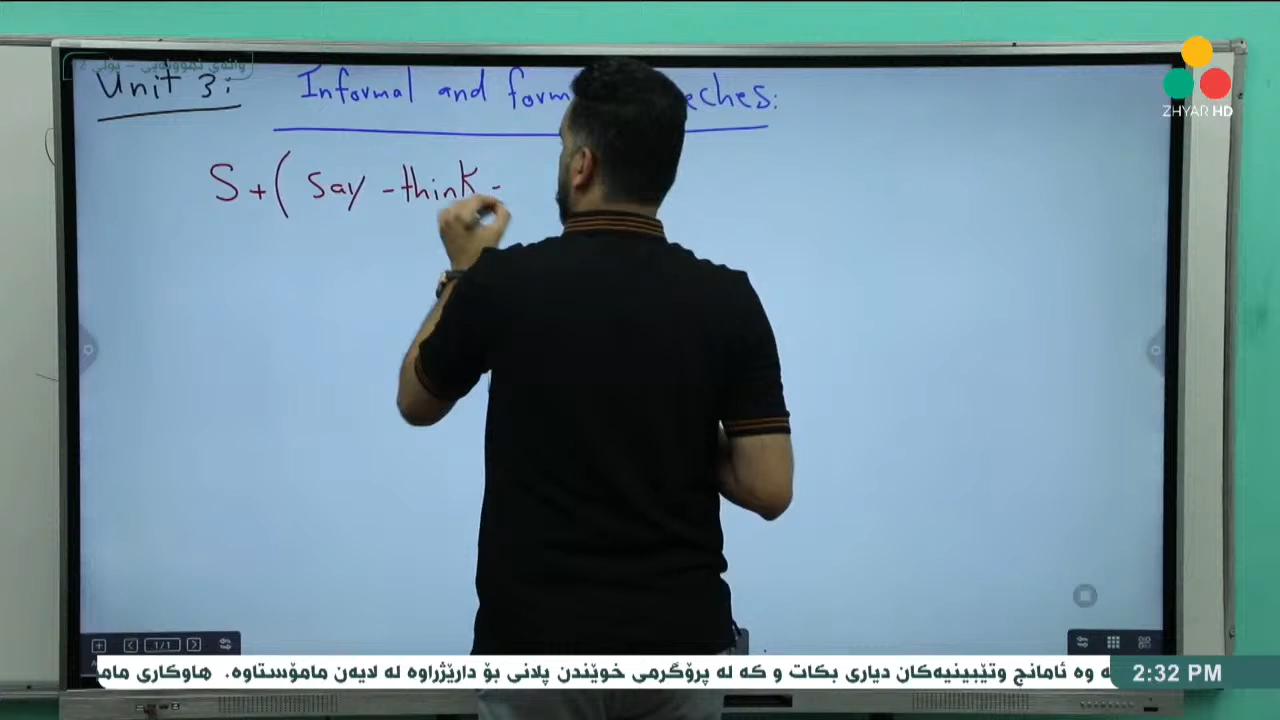 Unit 3: Informal and form eches:
S + ( say - think -
ZHYAR HD
1/1
ە وە ئامانج وتێبینیەکان دیاری بکات و کە لە پرۆگرمی خوێندن پلانی بۆ دارێژراوە لە لایەن مامۆستاوە. هاوکاری مام
2:32 PM